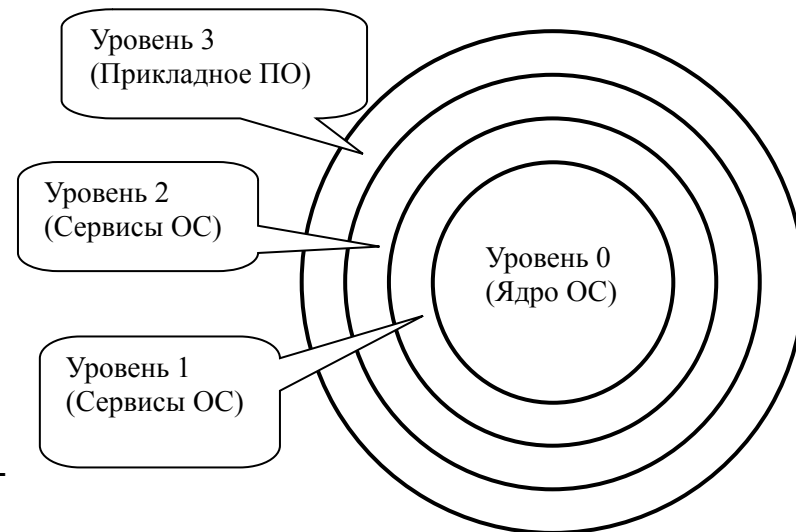 Уровень 3
(Прикладное ПО)
Уровень 2
(Сервисы ОС)
Уровень 0
(Ядро ОС)
Уровень 1
(Сервисы ОС)